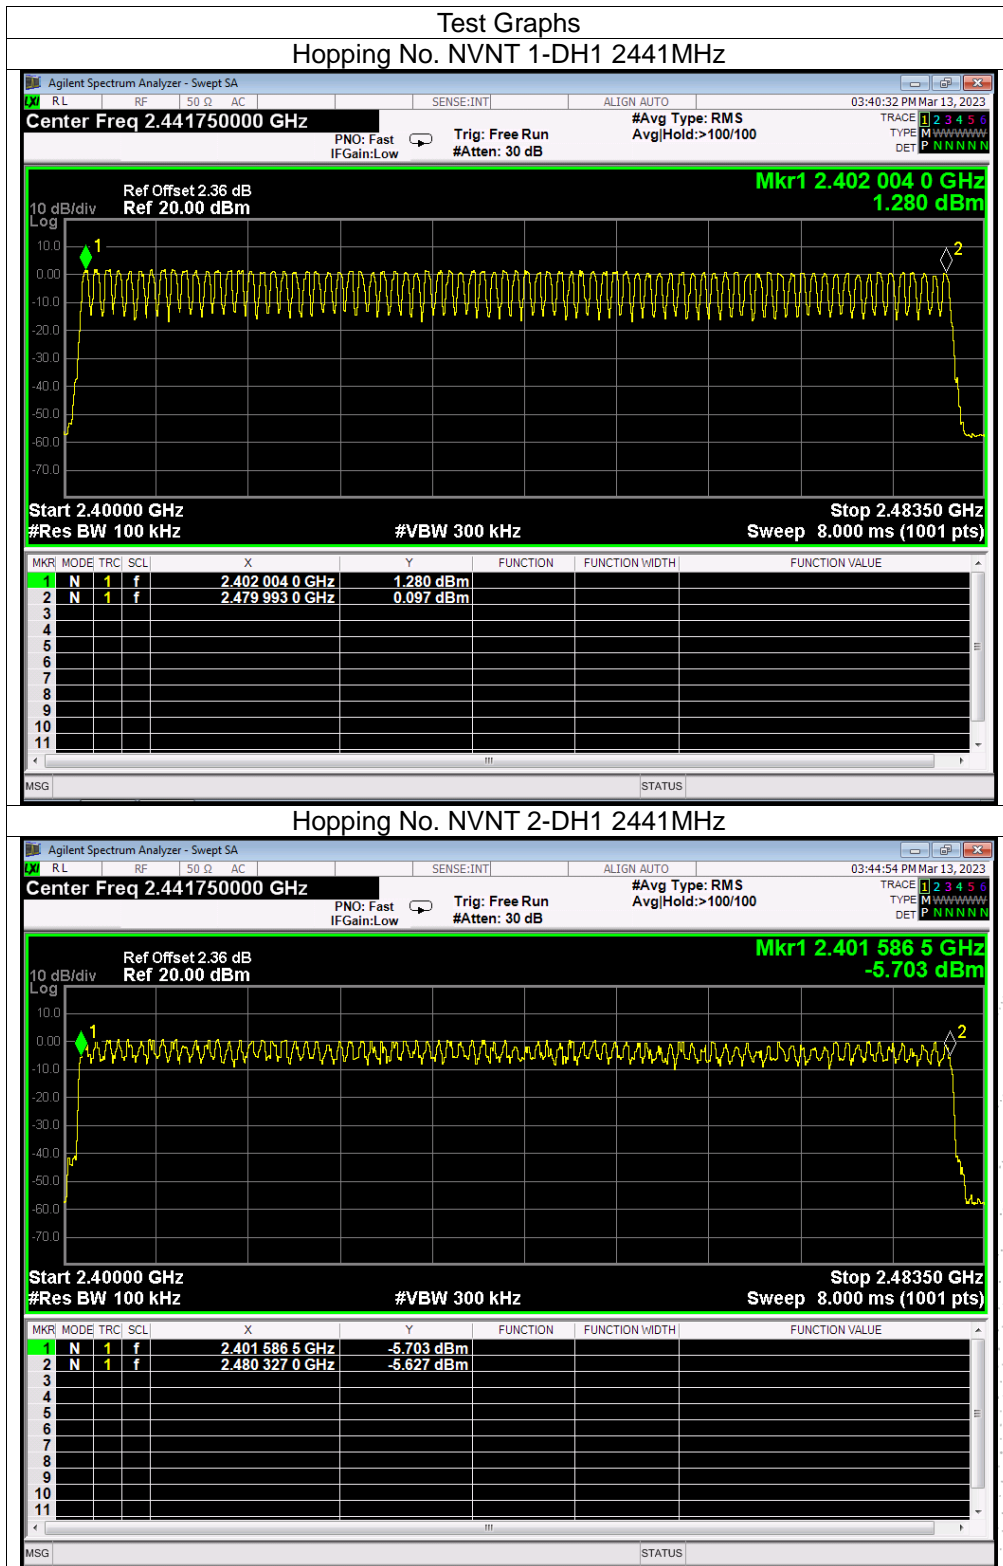 Test Graphs
Hopping No. NVNT 1-DH1 2441MHz
Agilent Spectrum Analyzer - Swept SA
LXI RL RF 50 Ω AC SENSE:INT ALIGN AUTO 03:40:32 PM Mar 13, 2023
Center Freq 2.441750000 GHz #Avg Type: RMS TRACE 1 2 3 4 5 6
PNO: Fast Trig: Free Run Avg|Hold:>100/100 TYPE MWWWWW
IFGain:Low #Atten: 30 dB DET P NNNNN
Mkr1 2.402 004 0 GHz
1.280 dBm
Ref Offset 2.36 dB
10 dB/div Ref 20.00 dBm
Log
10.0
0.00
-10.0
-20.0
-30.0
-40.0
-50.0
-60.0
-70.0
1
2
Start 2.40000 GHz Stop 2.48350 GHz
#Res BW 100 kHz #VBW 300 kHz Sweep 8.000 ms (1001 pts)
MKR MODE TRC SCL X Y FUNCTION FUNCTION WIDTH FUNCTION VALUE
1 N 1 f 2.402 004 0 GHz 1.280 dBm
2 N 1 f 2.479 993 0 GHz 0.097 dBm
3
4
5
6
7
8
9
10
11
MSG STATUS
Hopping No. NVNT 2-DH1 2441MHz
Agilent Spectrum Analyzer - Swept SA
LXI RL RF 50 Ω AC SENSE:INT ALIGN AUTO 03:44:54 PM Mar 13, 2023
Center Freq 2.441750000 GHz #Avg Type: RMS TRACE 1 2 3 4 5 6
PNO: Fast Trig: Free Run Avg|Hold:>100/100 TYPE MWWWWW
IFGain:Low #Atten: 30 dB DET P NNNNN
Mkr1 2.401 586 5 GHz
-5.703 dBm
Ref Offset 2.36 dB
10 dB/div Ref 20.00 dBm
Log
10.0
0.00
-10.0
-20.0
-30.0
-40.0
-50.0
-60.0
-70.0
1
2
Start 2.40000 GHz Stop 2.48350 GHz
#Res BW 100 kHz #VBW 300 kHz Sweep 8.000 ms (1001 pts)
MKR MODE TRC SCL X Y FUNCTION FUNCTION WIDTH FUNCTION VALUE
1 N 1 f 2.401 586 5 GHz -5.703 dBm
2 N 1 f 2.480 327 0 GHz -5.627 dBm
3
4
5
6
7
8
9
10
11
MSG STATUS